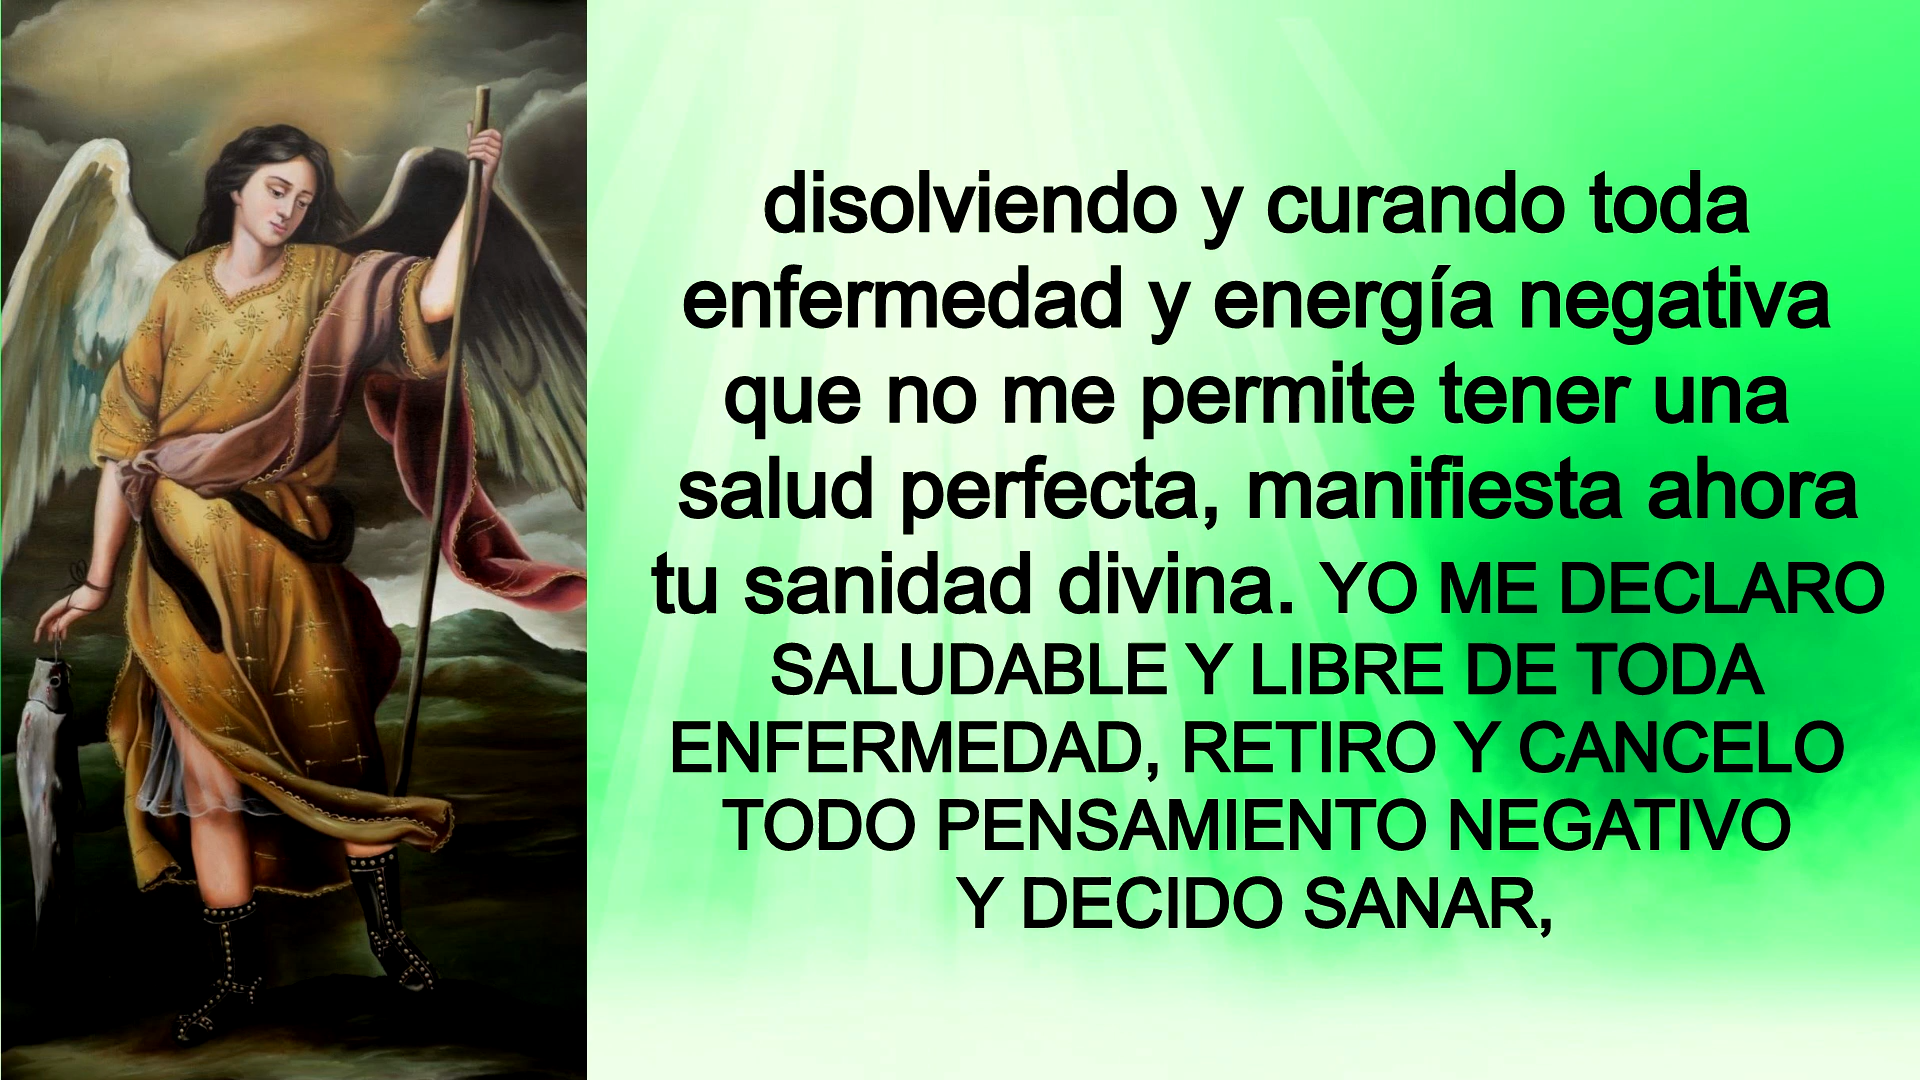 disolviendo y curando toda
enfermedad y energía negativa
que no me permite tener una
salud perfecta, manifiesta ahora
tu sanidad divina. YO ME DECLARO
SALUDABLE Y LIBRE DE TODA
ENFERMEDAD, RETIRO Y CANCELO
TODO PENSAMIENTO NEGATIVO
Y DECIDO SANAR,